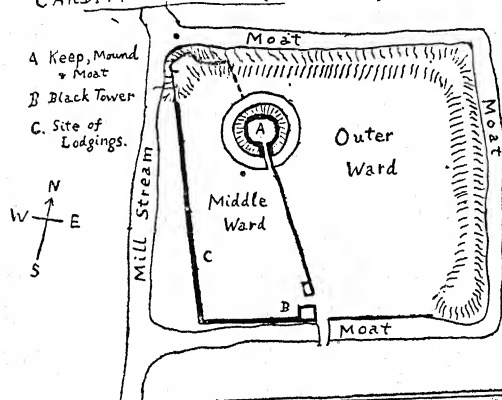 Moat
A Keep, Mound
& Moat
B Black Tower
C. Site of
Lodgings.
A
Outer
Ward
Moat
N
W E
S
Mill Stream
Middle
Ward
C
B
Moat